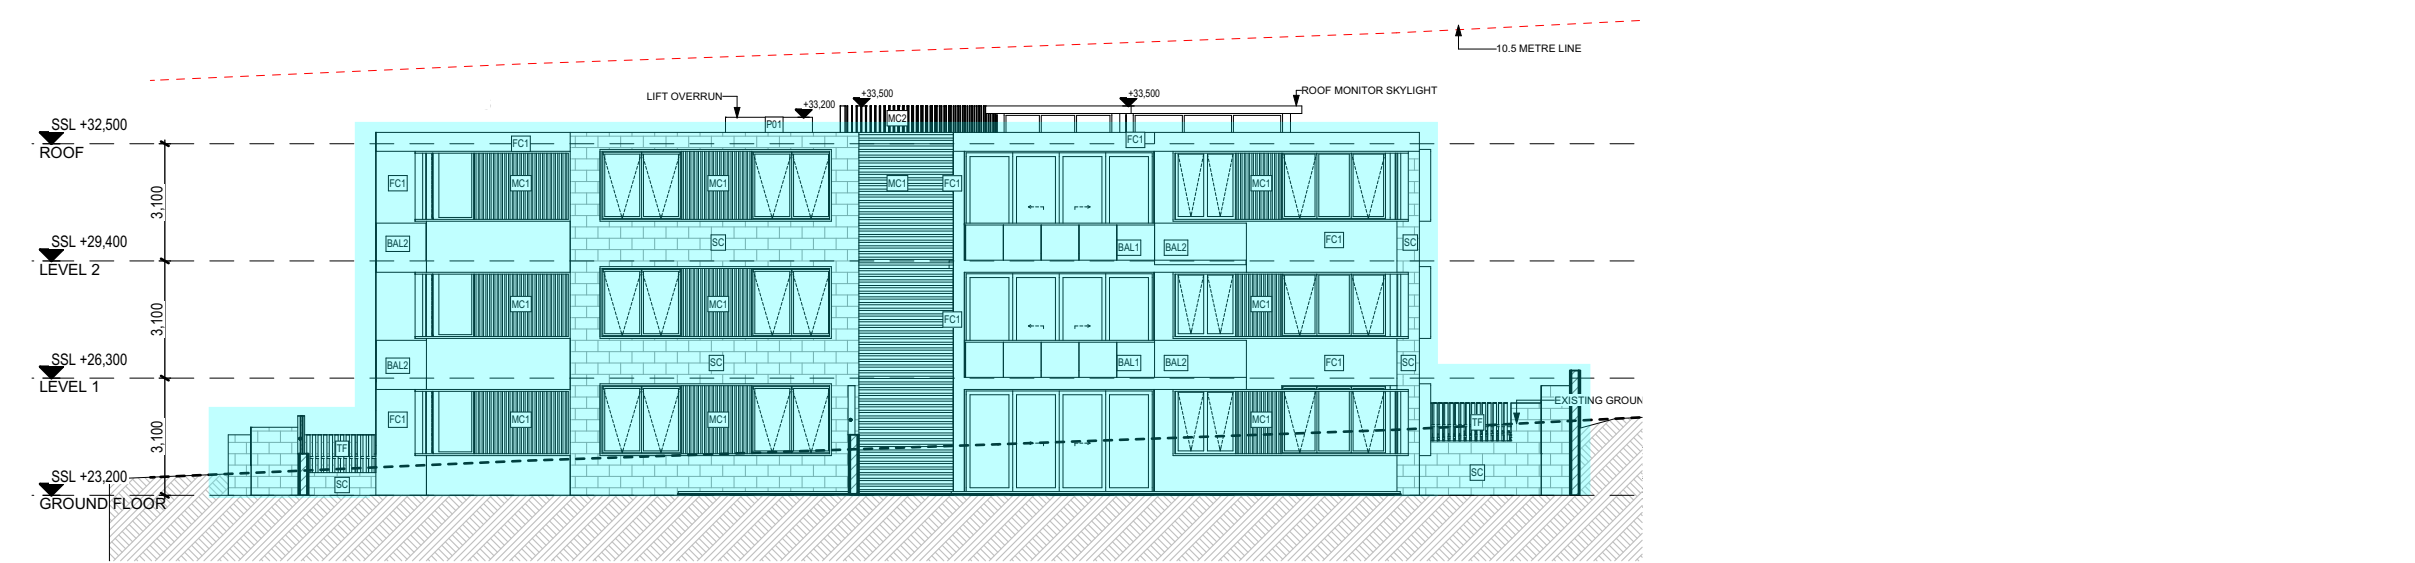 10.5 METRE LINE
LIFT OVERRUN
+33,200
+33,500
+33,500
ROOF MONITOR SKYLIGHT
SSL +32,500
ROOF
P01
MC2
FC1
FC1
FC1
MC1
MC1
MC1
FC1
MC1
3,100
SSL +29,400
LEVEL 2
BAL2
SC
BAL1
BAL2
FC1
SC
MC1
MC1
FC1
MC1
3,100
SSL +26,300
LEVEL 1
BAL2
SC
BAL1
BAL2
FC1
SC
EXISTING GROUN
FC1
MC1
MC1
MC1
TF
3,100
TF
SC
SSL +23,200
SC
GROUND FLOOR